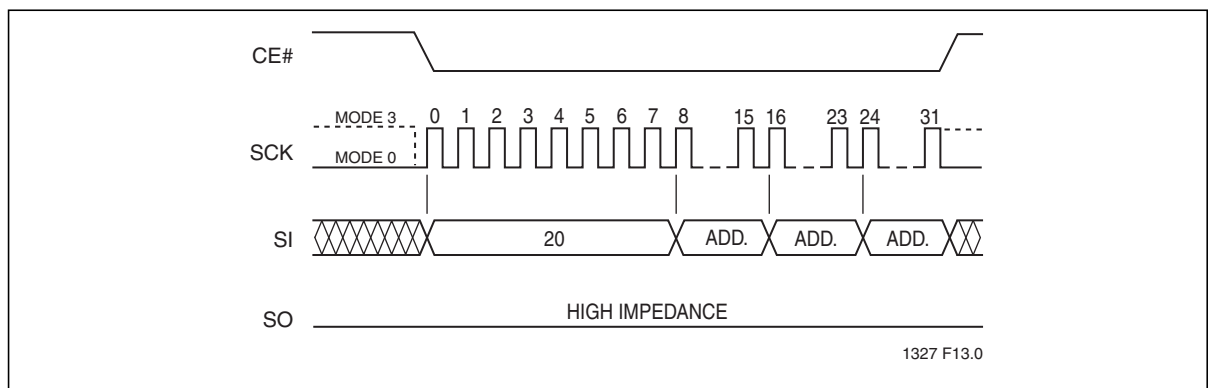 CE#
MODE 3 0 1 2 3 4 5 6 7 8 15 16 23 24 31
SCK
MODE 0
SI 20 ADD. ADD. ADD.
SO HIGH IMPEDANCE
1327 F13.0